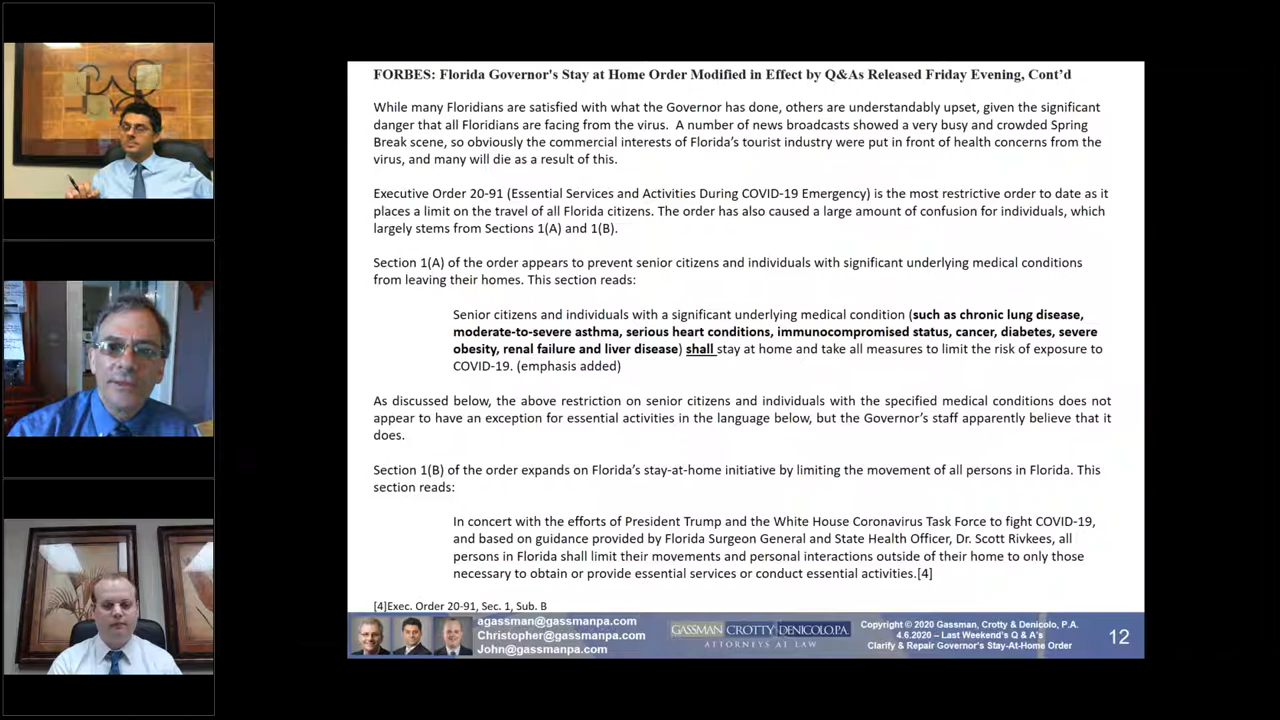 FORBES: Florida Governor's Stay at Home Order Modified in Effect by Q&As Released Friday Evening, Cont’d
While many Floridians are satisfied with what the Governor has done, others are understandably upset, given the significant
danger that all Floridians are facing from the virus.  A number of news broadcasts showed a very busy and crowded Spring
Break scene, so obviously the commercial interests of Florida’s tourist industry were put in front of health concerns from the
virus, and many will die as a result of this.
Executive Order 20-91 (Essential Services and Activities During COVID-19 Emergency) is the most restrictive order to date as it
places a limit on the travel of all Florida citizens. The order has also caused a large amount of confusion for individuals, which
largely stems from Sections 1(A) and 1(B).
Section 1(A) of the order appears to prevent senior citizens and individuals with significant underlying medical conditions
from leaving their homes. This section reads:
Senior citizens and individuals with a significant underlying medical condition (such as chronic lung disease,
moderate-to-severe asthma, serious heart conditions, immunocompromised status, cancer, diabetes, severe
obesity, renal failure and liver disease) shall stay at home and take all measures to limit the risk of exposure to
COVID-19. (emphasis added)
As discussed below, the above restriction on senior citizens and individuals with the specified medical conditions does not
appear to have an exception for essential activities in the language below, but the Governor’s staff apparently believe that it
does.
Section 1(B) of the order expands on Florida’s stay-at-home initiative by limiting the movement of all persons in Florida. This
section reads:
In concert with the efforts of President Trump and the White House Coronavirus Task Force to fight COVID-19,
and based on guidance provided by Florida Surgeon General and State Health Officer, Dr. Scott Rivkees, all
persons in Florida shall limit their movements and personal interactions outside of their home to only those
necessary to obtain or provide essential services or conduct essential activities.[4]
[4]Exec. Order 20-91, Sec. 1, Sub. B
agassman@gassmanpa.com
Christopher@gassmanpa.com
John@gassmanpa.com
GASSMAN CROTTY DENICOLO, P.A.
ATTORNEYS AT LAW
Copyright © 2020 Gassman, Crotty & Denicolo, P.A.
4.6.2020 – Last Weekend’s Q & A’s
Clarify & Repair Governor’s Stay-At-Home Order
12